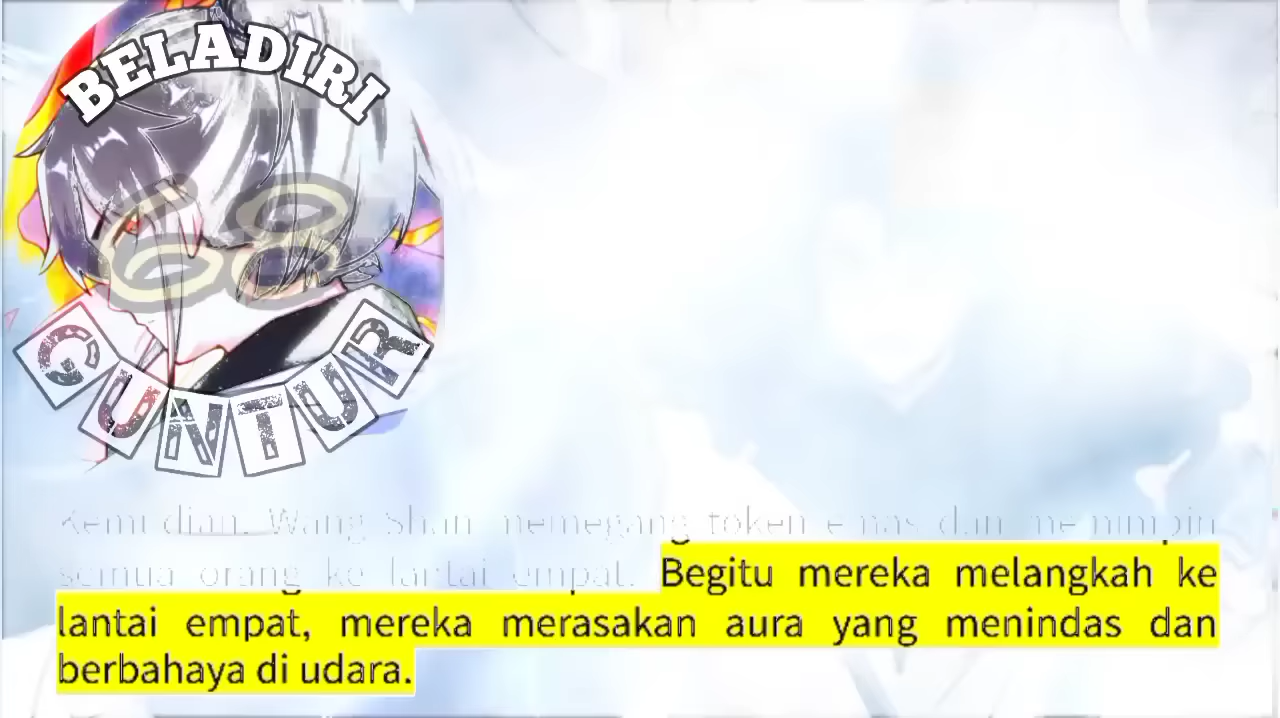 BELADIRI
GUNTUR
Kemudian, Wang Shan memegang token emas dan memimpin
semua orang ke lantai empat. Begitu mereka melangkah ke
lantai empat, mereka merasakan aura yang menindas dan
berbahaya di udara.